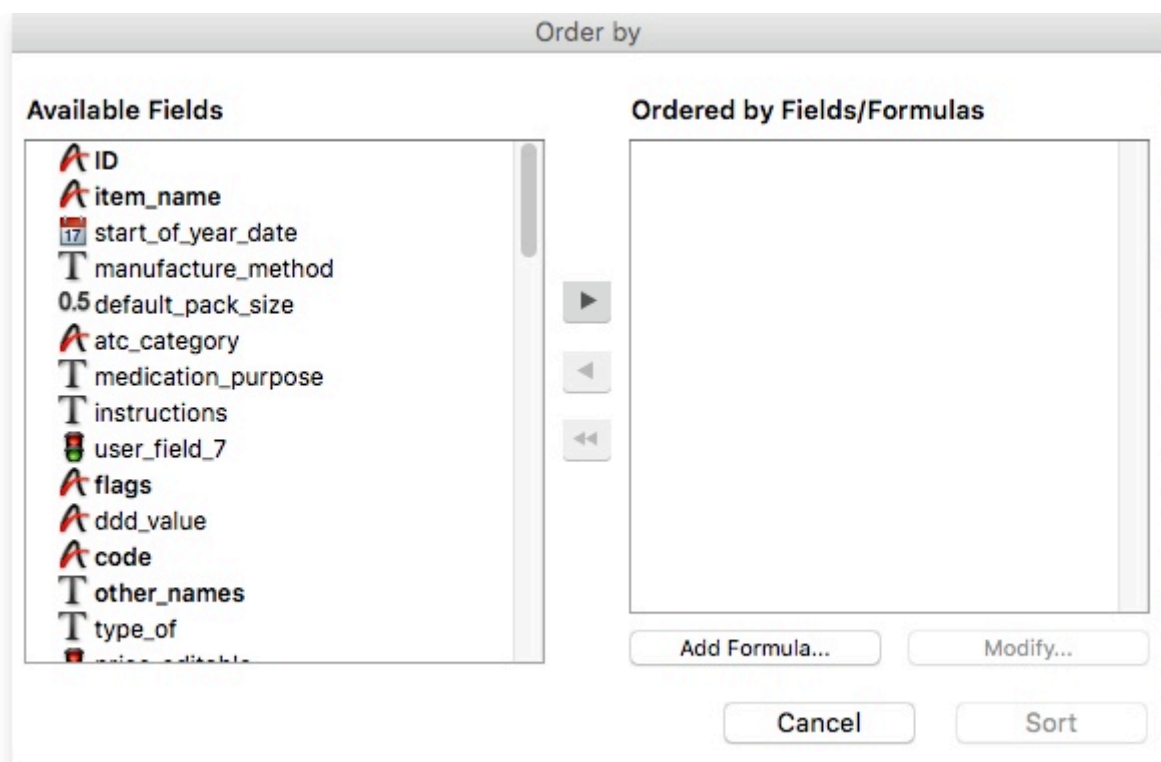 Order by
Available Fields
ID
item_name
17 start_of_year_date
T manufacture_method
0.5 default_pack_size
atc_category
T medication_purpose
T instructions
user_field_7
flags
ddd_value
code
T other_names
T type_of
Ordered by Fields/Formulas
Add Formula...
Modify...
Cancel
Sort